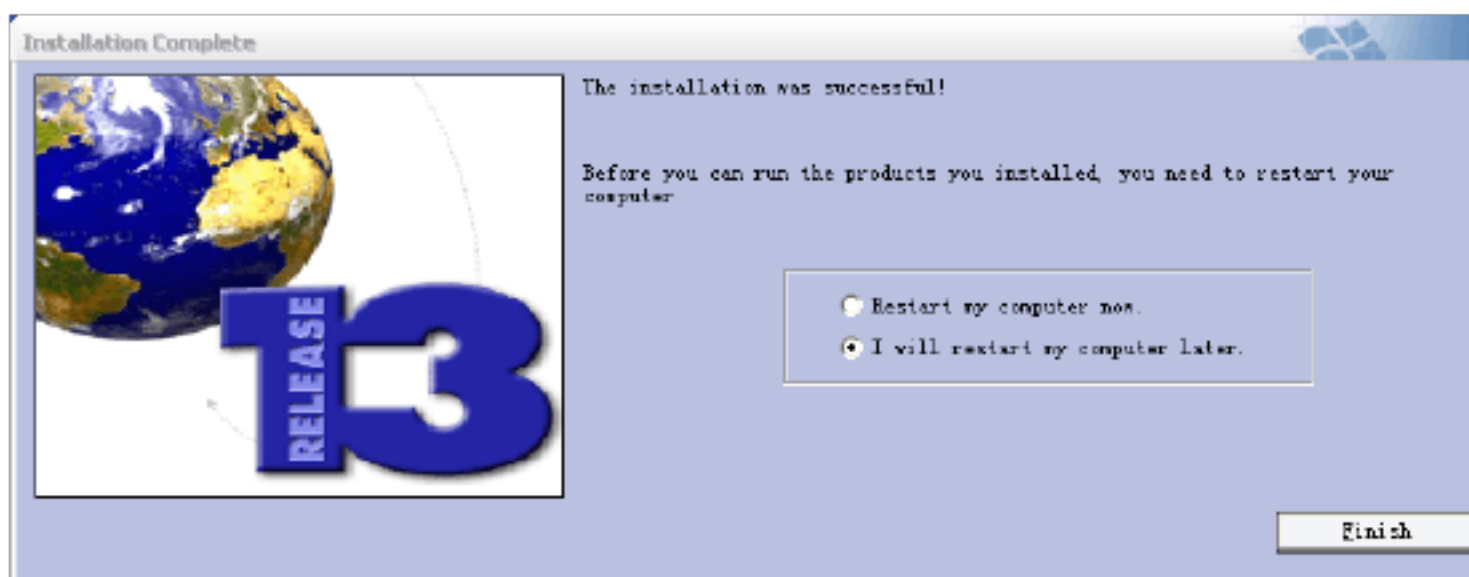 Installation Complete
The installation was successful!
Before you can run the products you installed, you need to restart your
computer
Restart my computer now.
I will restart my computer later.
RELEASE
13
Finish